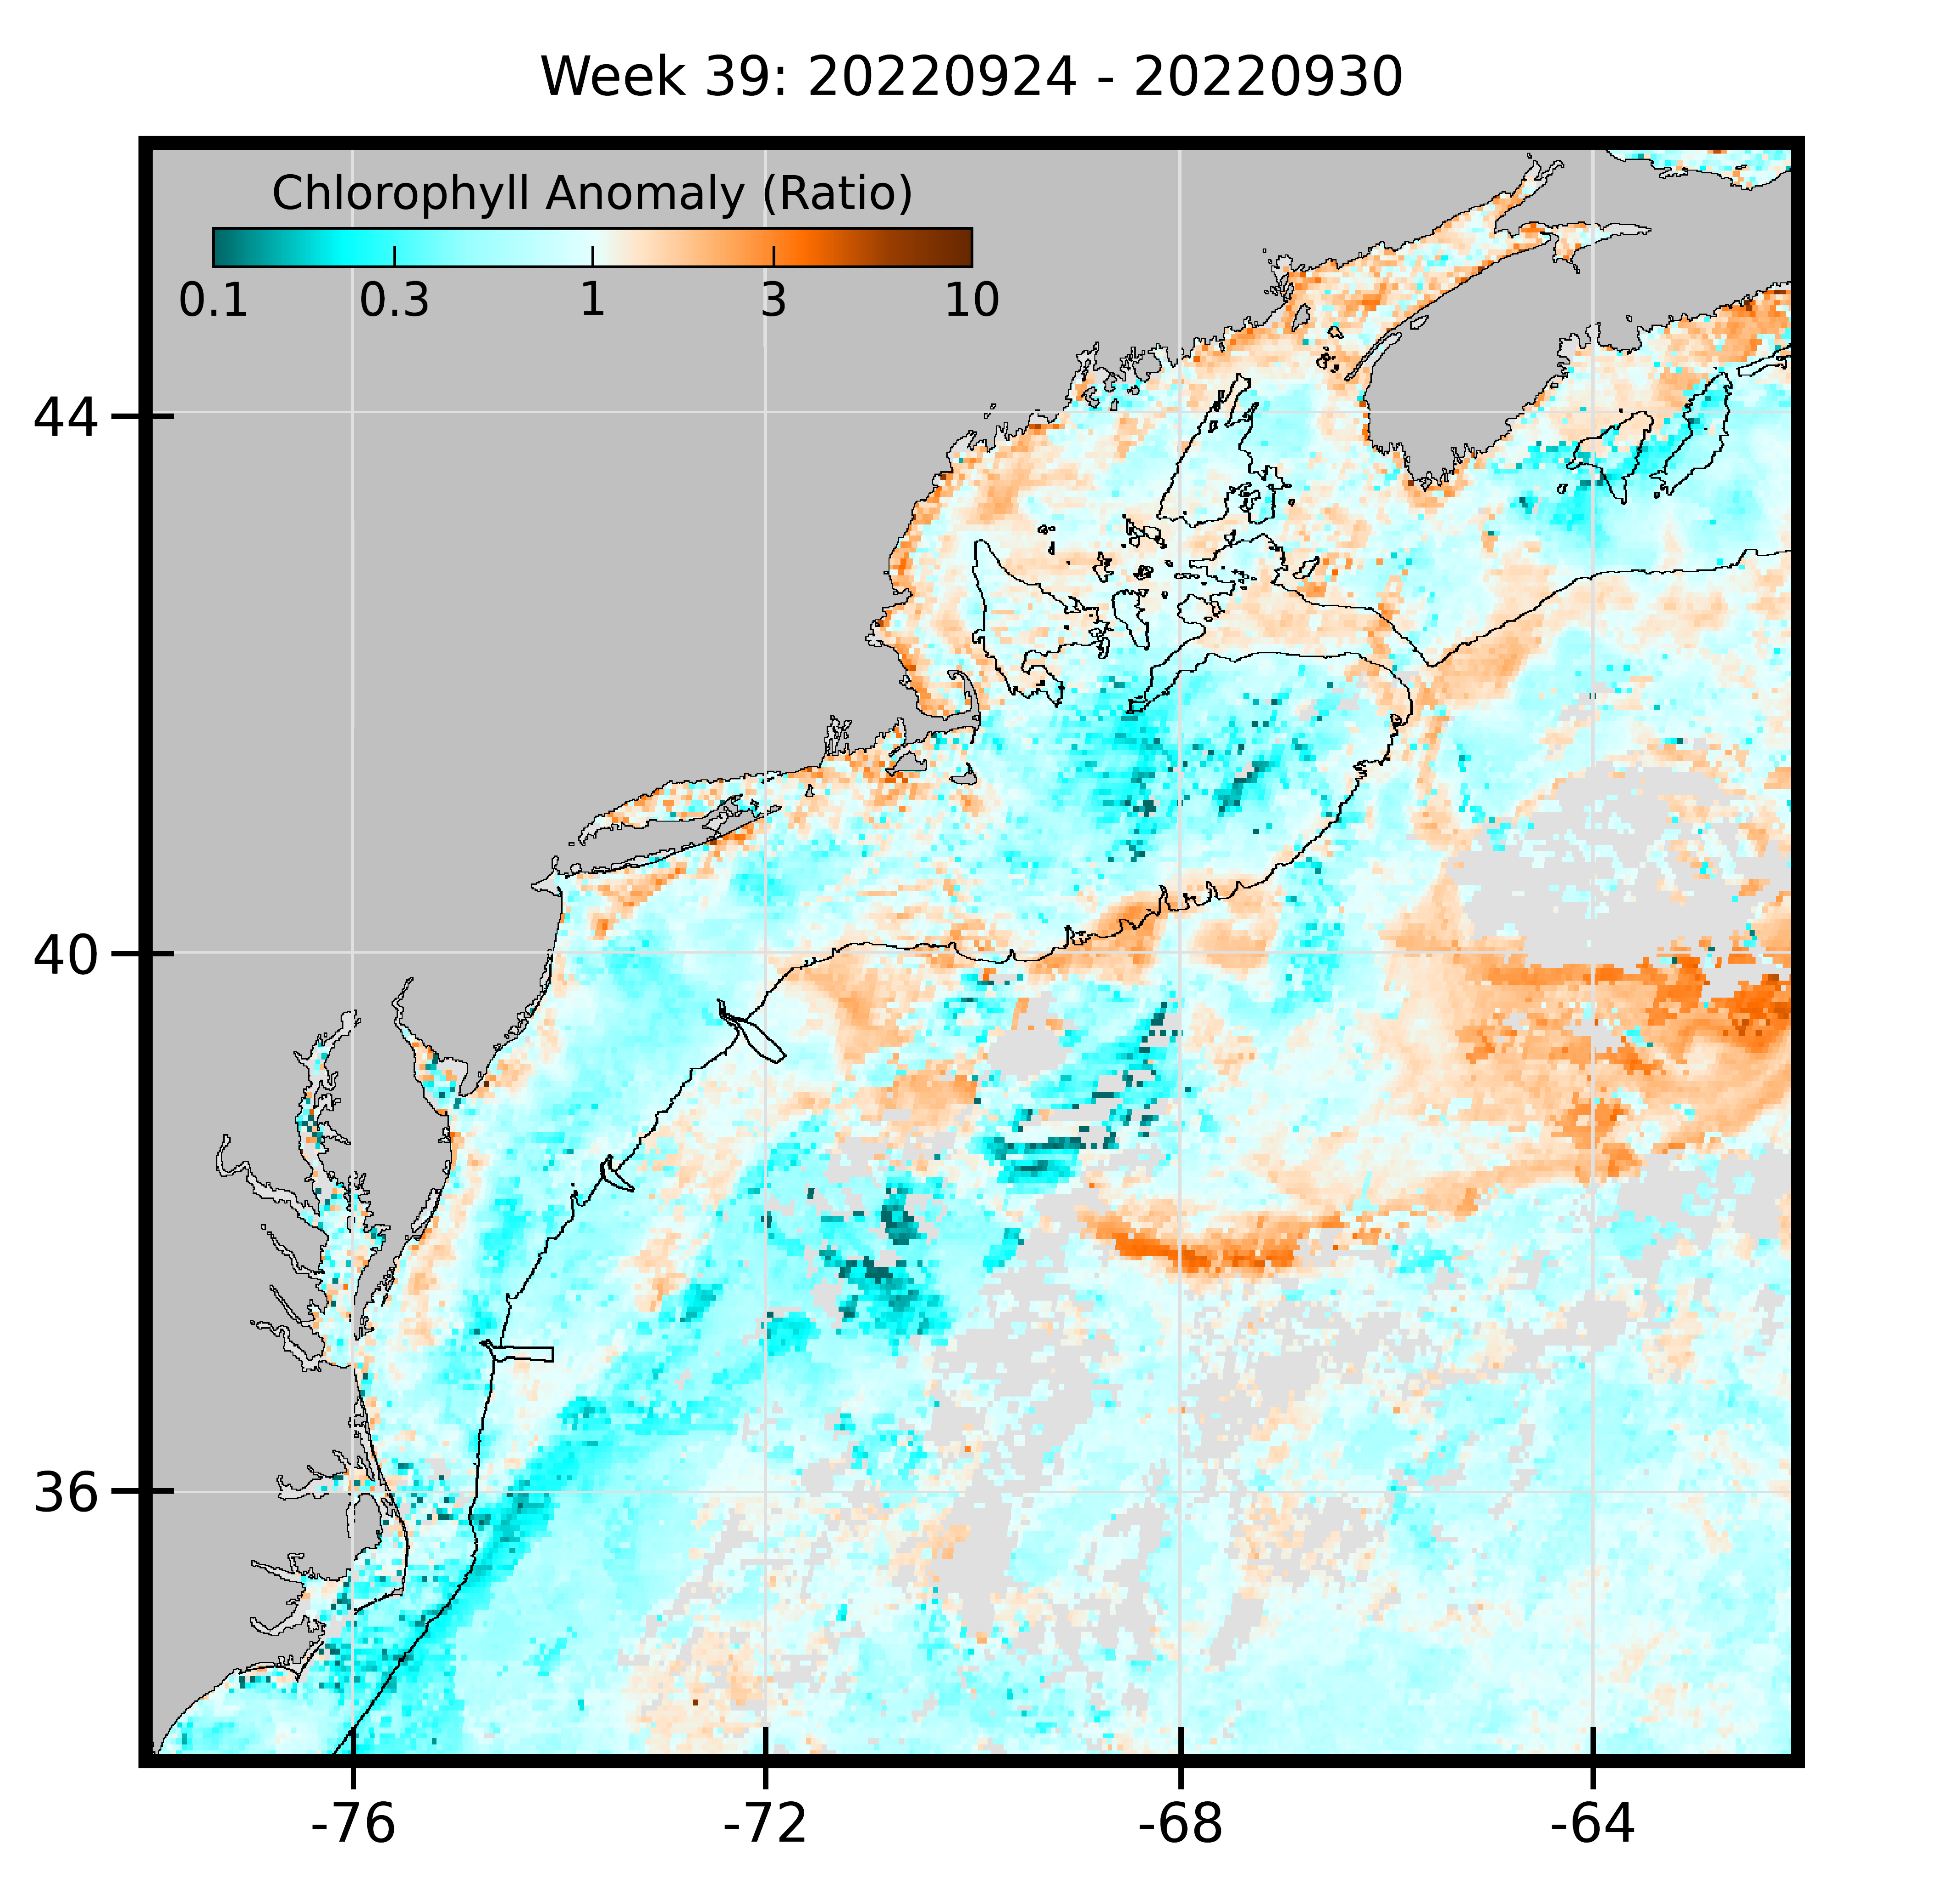 Week 39: 20220924 - 20220930
Chlorophyll Anomaly (Ratio)
0.1 0.3 1 3 10
44
40
36
-76 -72 -68 -64